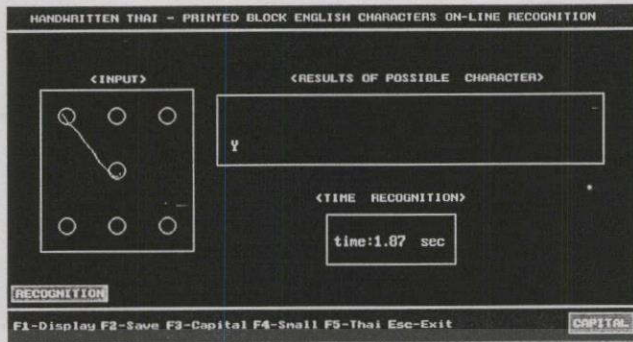 HANDWRITTEN THAI - PRINTED BLOCK ENGLISH CHARACTERS ON-LINE RECOGNITION
<INPUT>
<RESULTS OF POSSIBLE CHARACTER>
Y
<TIME RECOGNITION>
time:1.87 sec
RECOGNITION
F1-Display F2-Save F3-Capital F4-Small F5-Thai Esc-Exit
CAPITAL